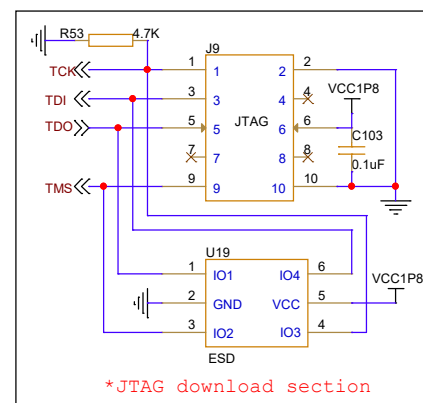 R53 4.7K
J9
TCK 1 1 2 2
VCC1P8
TDI 3 3 4 4
TDO 5 5 JTAG 6 6
C103
7 7 8 8
0.1uF
TMS 9 9 10 10
U19
1 IO1 IO4 6
VCC1P8
2 GND VCC 5
3 IO2 IO3 4
ESD
*JTAG download section